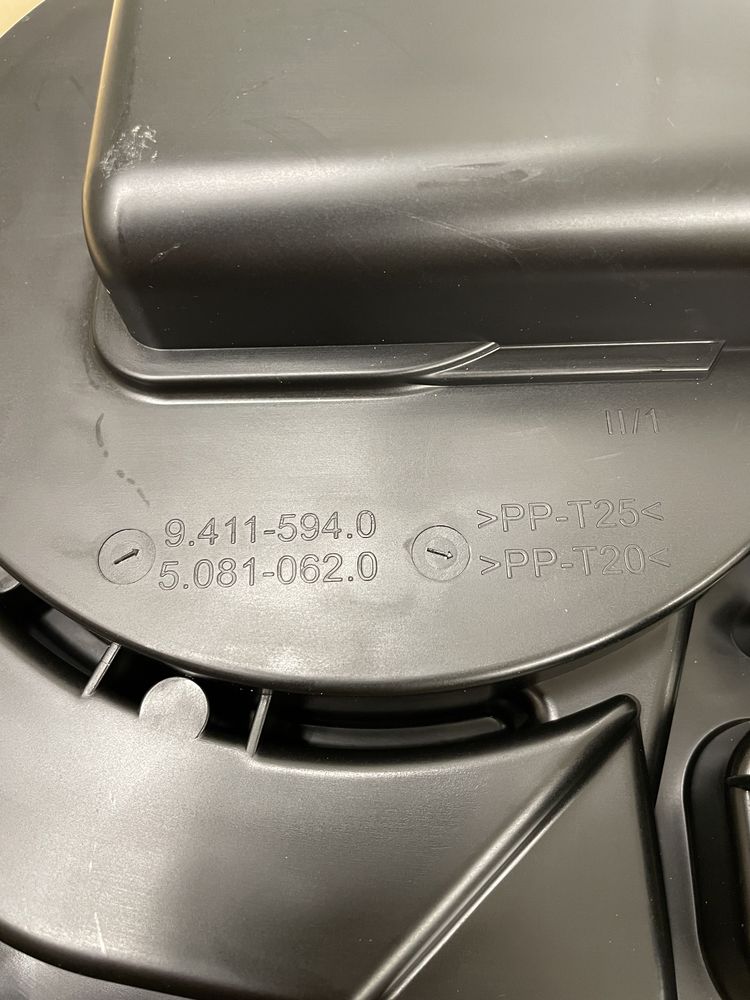 II/1
9.411-594.0
5.081-062.0
>PP-T25<
>PP-T20<